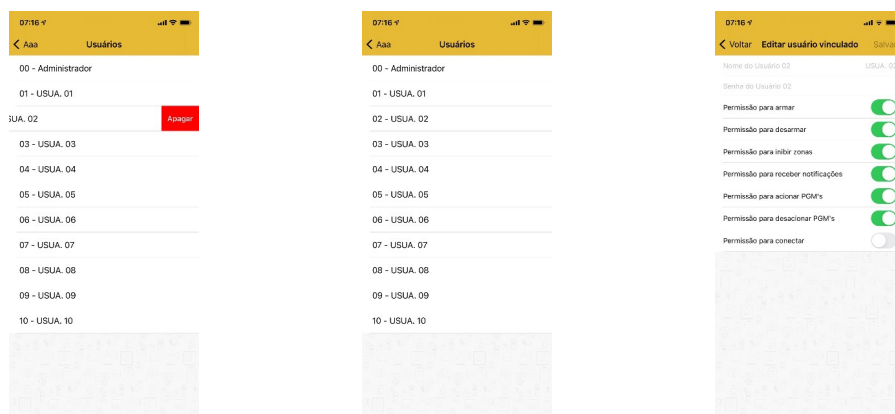 07:16
Aaa Usuários
00 - Administrador
01 - USUA. 01
SUA. 02 Apagar
03 - USUA. 03
04 - USUA. 04
05 - USUA. 05
06 - USUA. 06
07 - USUA. 07
08 - USUA. 08
09 - USUA. 09
10 - USUA. 10
07:16
Aaa Usuários
00 - Administrador
01 - USUA. 01
02 - USUA. 02
03 - USUA. 03
04 - USUA. 04
05 - USUA. 05
06 - USUA. 06
07 - USUA. 07
08 - USUA. 08
09 - USUA. 09
10 - USUA. 10
07:16
Voltar Editar usuário vinculado Salvar
Nome do Usuário 02 USUA. 02
Senha do Usuário 02
Permissão para armar
Permissão para desarmar
Permissão para inibir zonas
Permissão para receber notificações
Permissão para acionar PGM's
Permissão para desacionar PGM's
Permissão para conectar